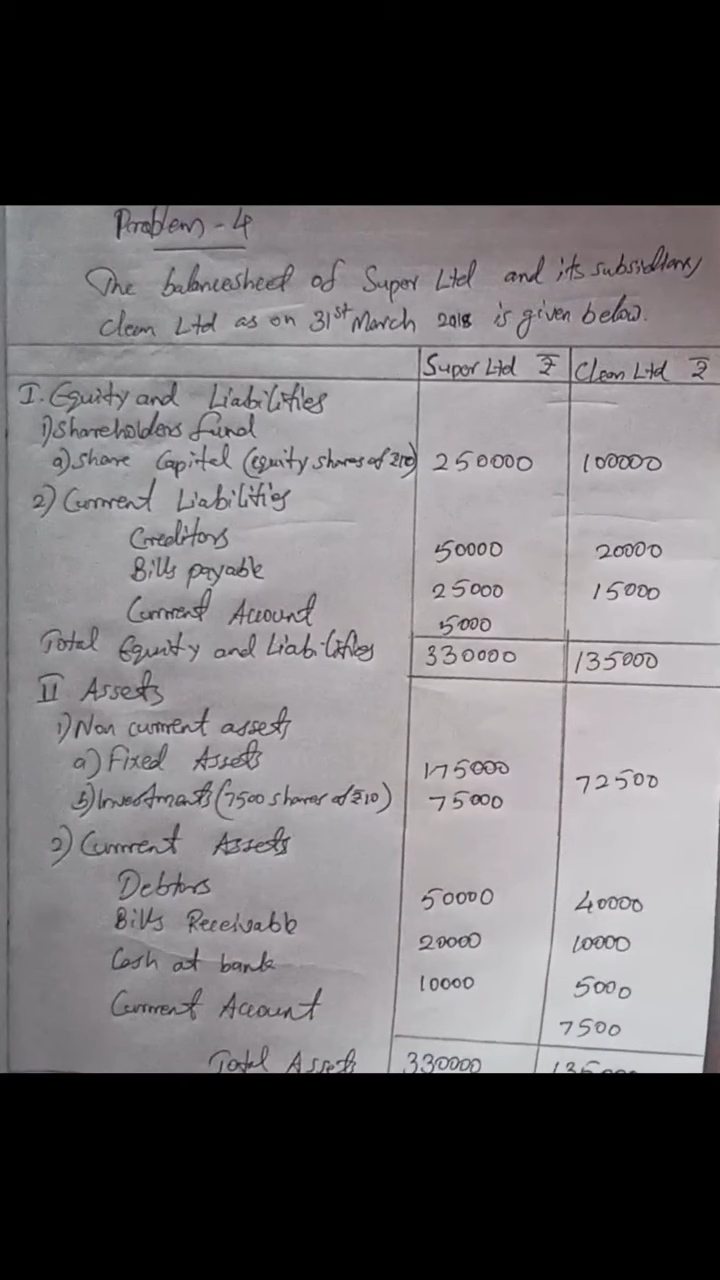 Problem - 4
The balancesheet of Super Ltd and its subsidiary
Clean Ltd as on 31st March 2018 is given below.
Super Ltd ₹ Clean Ltd ₹
I. Equity and Liabilities
1) Shareholders fund
a) Share Capital (equity shares of ₹10) 250000 100000
2) Current Liabilities
Creditors 50000 20000
Bills payable 25000 15000
Current Account 5000
Total Equity and Liabilities 330000 135000
II Assets
1) Non current assets
a) Fixed Assets 175000 72500
b) Investments (7500 shares of ₹10) 75000
2) Current Assets
Debtors 50000 40000
Bills Receivable 20000 10000
Cash at bank 10000 5000
Current Account 7500
Total Assets 330000